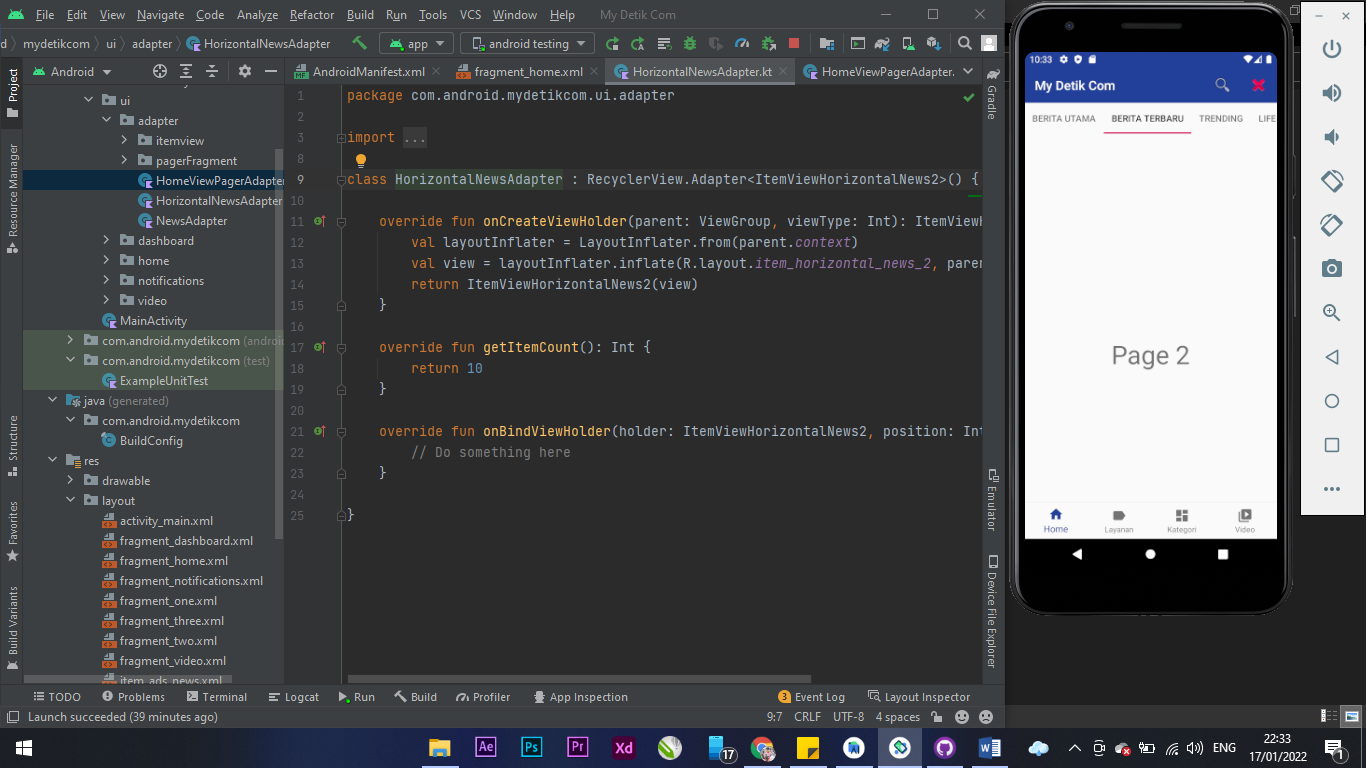 File Edit View Navigate Code Analyze Refactor Build Run Tools VCS Window Help My Detik Com
d mydetikcom ui adapter HorizontalNewsAdapter app android testing
Project
Android
AndroidManifest.xml fragment_home.xml HorizontalNewsAdapter.kt HomeViewPagerAdapter.
Gradle
Resource Manager
Structure
Favorites
Build Variants
ui
adapter
itemview
pagerFragment
HomeViewPagerAdapter
HorizontalNewsAdapter
NewsAdapter
dashboard
home
notifications
video
MainActivity
com.android.mydetikcom (androi
com.android.mydetikcom (test)
ExampleUnitTest
java (generated)
com.android.mydetikcom
BuildConfig
res
drawable
layout
activity_main.xml
fragment_dashboard.xml
fragment_home.xml
fragment_notifications.xml
fragment_one.xml
fragment_three.xml
fragment_two.xml
fragment_video.xml
item_ads_news.xml
1 package com.android.mydetikcom.ui.adapter
2
3 import ...
8
9 class HorizontalNewsAdapter : RecyclerView.Adapter<ItemViewHorizontalNews2>() {
10
11 override fun onCreateViewHolder(parent: ViewGroup, viewType: Int): ItemViewH
12 val layoutInflater = LayoutInflater.from(parent.context)
13 val view = layoutInflater.inflate(R.layout.item_horizontal_news_2, paren
14 return ItemViewHorizontalNews2(view)
15 }
16
17 override fun getItemCount(): Int {
18 return 10
19 }
20
21 override fun onBindViewHolder(holder: ItemViewHorizontalNews2, position: Int
22 // Do something here
23 }
24
25 }
Emulator
Device File Explorer
TODO Problems Terminal Logcat Run Build Profiler App Inspection 3 Event Log Layout Inspector
Launch succeeded (39 minutes ago) 9:7 CRLF UTF-8 4 spaces
10:33
My Detik Com
BERITA UTAMA BERITA TERBARU TRENDING LIFE
Page 2
Home Layanan Kategori Video
Ae Ps Pr Xd 17 W ENG 22:33
17/01/2022 1